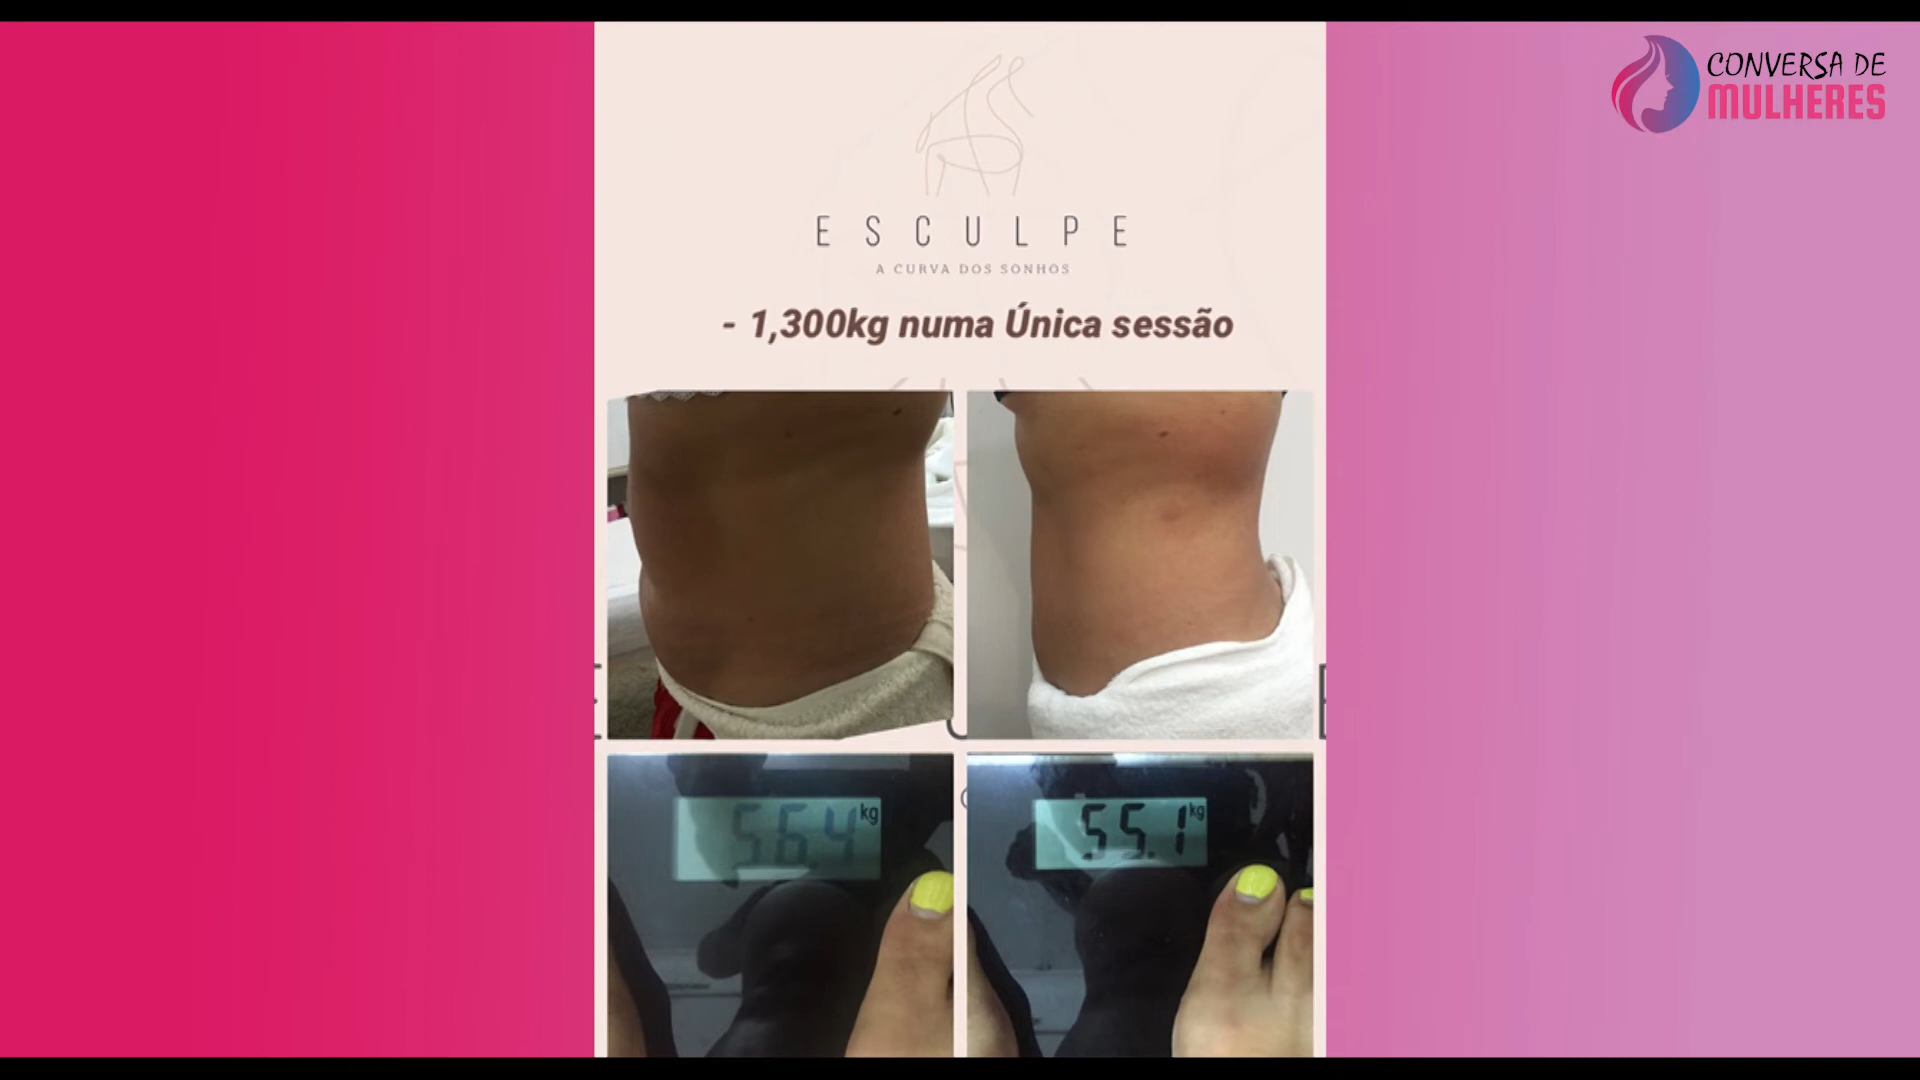 CONVERSA DE
MULHERES
ESCULPE
A CURVA DOS SONHOS
- 1,300kg numa Única sessão
56.4 kg
55.1 kg